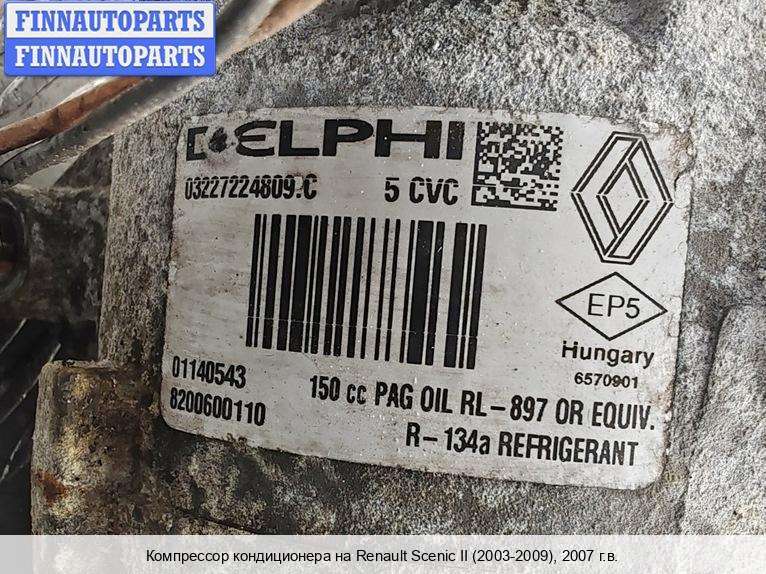 FINNAUTOPARTS
FINNAUTOPARTS
DELPHI
03227224809.C 5 CVC
EP5
Hungary
6570901
01140543
8200600110
150 cc PAG OIL RL-897 OR EQUIV.
R-134a REFRIGERANT
Компрессор кондиционера на Renault Scenic II (2003-2009), 2007 г.в.